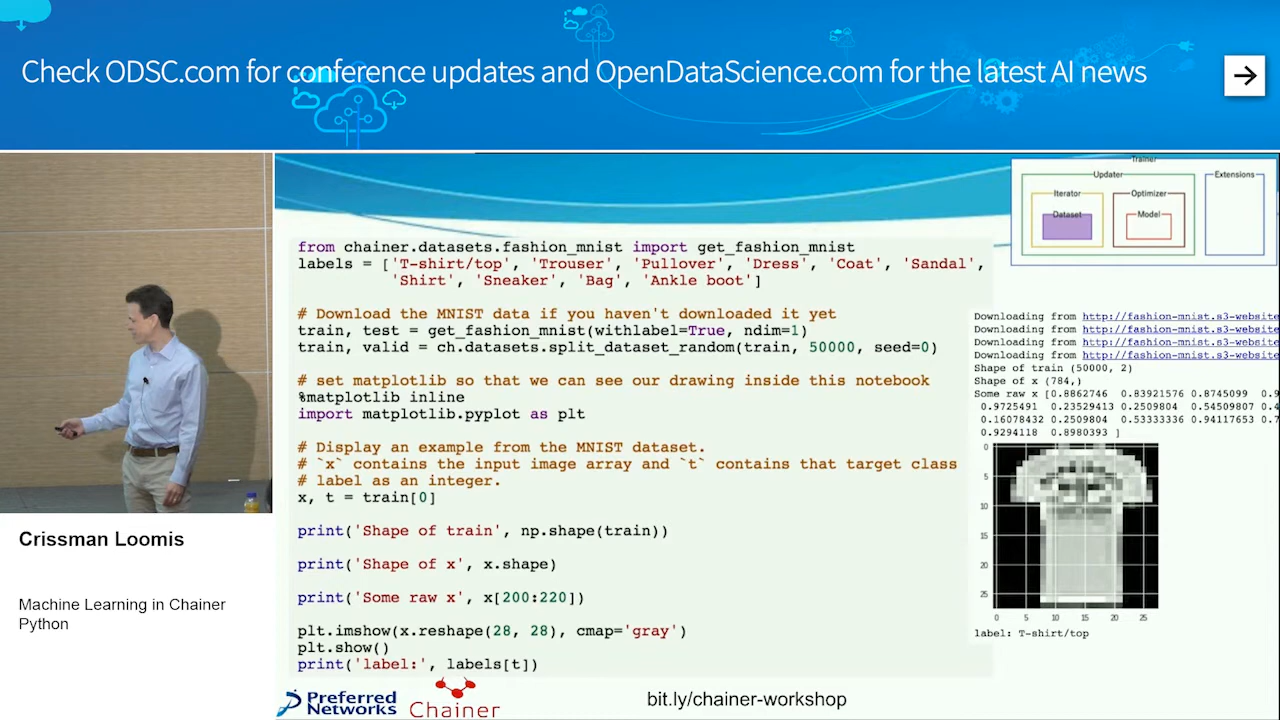 Check ODSC.com for conference updates and OpenDataScience.com for the latest AI news
Trainer
Updater
Extensions
Iterator
Optimizer
Dataset
Model
from chainer.datasets.fashion_mnist import get_fashion_mnist
labels = ['T-shirt/top', 'Trouser', 'Pullover', 'Dress', 'Coat', 'Sandal',
'Shirt', 'Sneaker', 'Bag', 'Ankle boot']
# Download the MNIST data if you haven't downloaded it yet
train, test = get_fashion_mnist(withlabel=True, ndim=1)
train, valid = ch.datasets.split_dataset_random(train, 50000, seed=0)
# set matplotlib so that we can see our drawing inside this notebook
%matplotlib inline
import matplotlib.pyplot as plt
# Display an example from the MNIST dataset.
# `x` contains the input image array and `t` contains that target class
# label as an integer.
x, t = train[0]
print('Shape of train', np.shape(train))
print('Shape of x', x.shape)
print('Some raw x', x[200:220])
plt.imshow(x.reshape(28, 28), cmap='gray')
plt.show()
print('label:', labels[t])
Downloading from http://fashion-mnist.s3-website
Downloading from http://fashion-mnist.s3-website
Downloading from http://fashion-mnist.s3-website
Downloading from http://fashion-mnist.s3-website
Shape of train (50000, 2)
Shape of x (784,)
Some raw x [0.8862746 0.83921576 0.8745099 0.9
0.9725491 0.23529413 0.2509804 0.54509807 0.4
0.16078432 0.2509804 0.53333336 0.94117653 0.7
0.9294118 0.8980393 ]
0
5
10
15
20
25
0 5 10 15 20 25
label: T-shirt/top
Crissman Loomis
Machine Learning in Chainer
Python
Preferred
Networks
Chainer
bit.ly/chainer-workshop